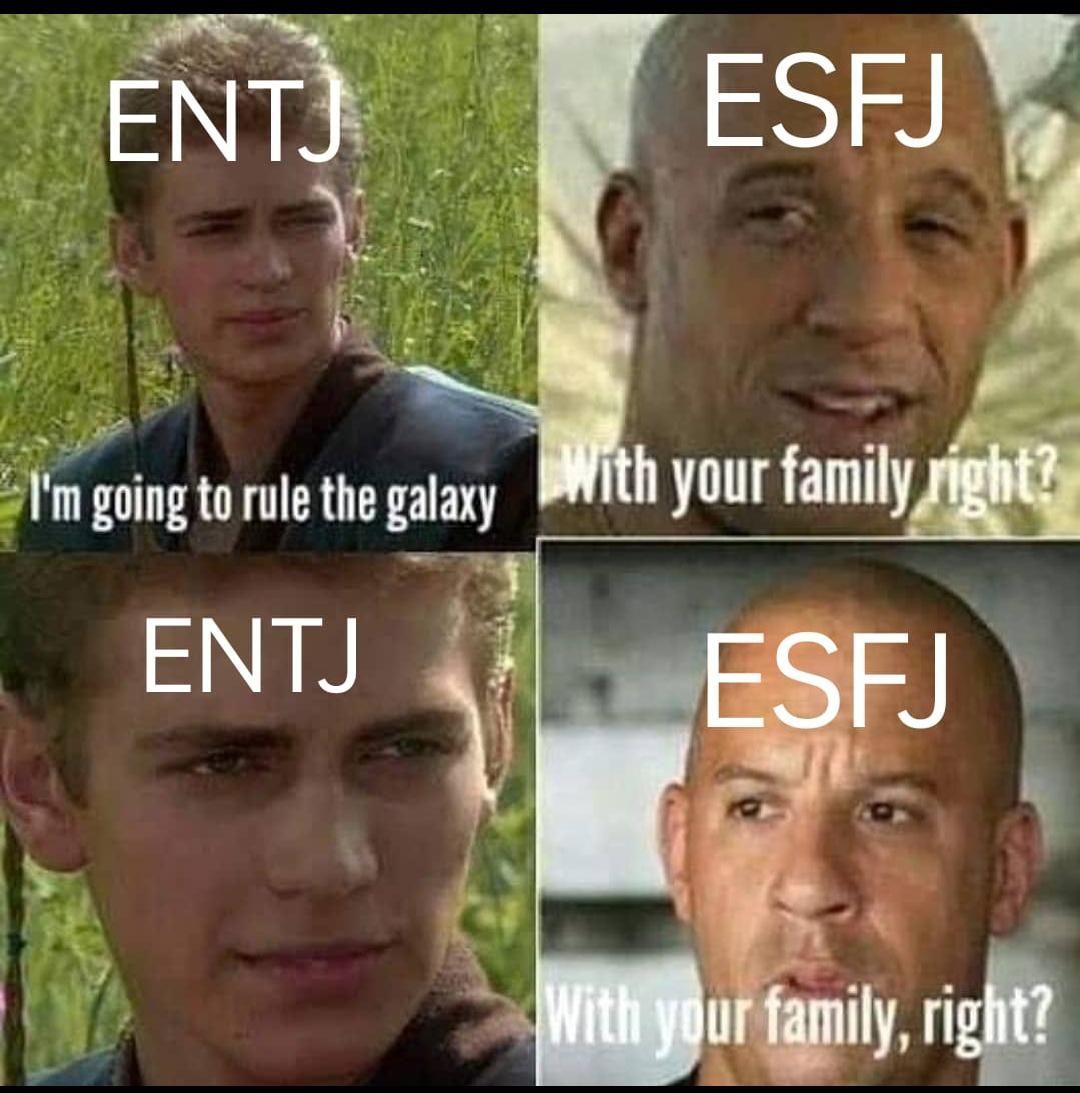 ENTJ
I'm going to rule the galaxy
ESFJ
With your family right?
ENTJ
ESFJ
With your family, right?